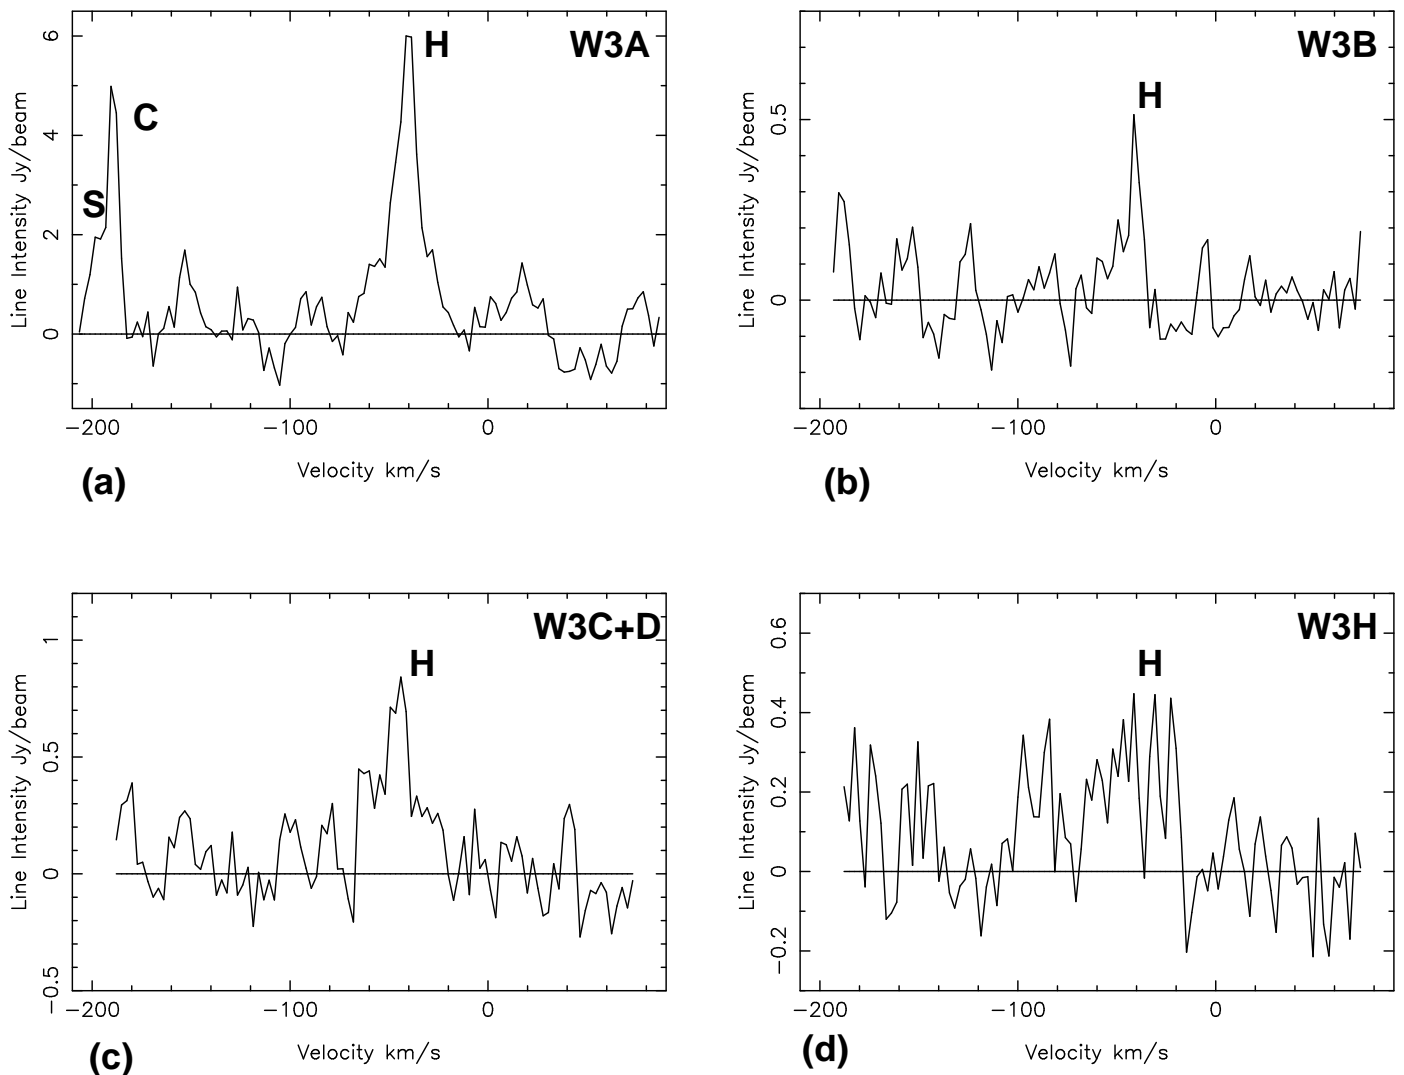 W3A
H
C
S
6
4
2
0
Line Intensity Jy/beam
−200 −100 0
Velocity km/s
(a)
W3B
H
0.5
0
Line Intensity Jy/beam
−200 −100 0
Velocity km/s
(b)
W3C+D
H
1
0.5
0
−0.5
Line Intensity Jy/beam
−200 −100 0
Velocity km/s
(c)
W3H
H
0.6
0.4
0.2
0
−0.2
Line Intensity Jy/beam
−200 −100 0
Velocity km/s
(d)